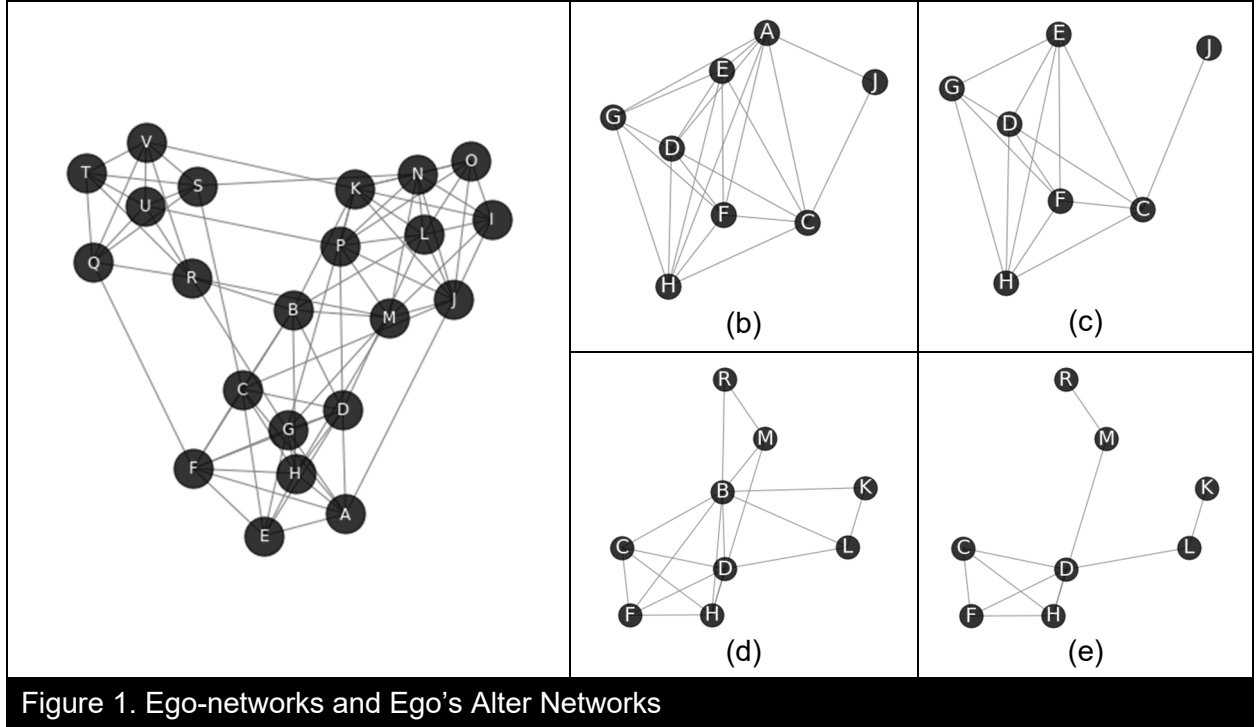 V
T
S
U
Q
R
K
N
O
I
L
P
J
B
M
C
D
G
F
H
A
E
A
E
J
G
D
F
C
H
(b)
E
J
G
D
F
C
H
(c)
R
M
B
K
C
D
L
F
H
(d)
R
M
K
C
D
L
F
H
(e)
Figure 1. Ego-networks and Ego’s Alter Networks